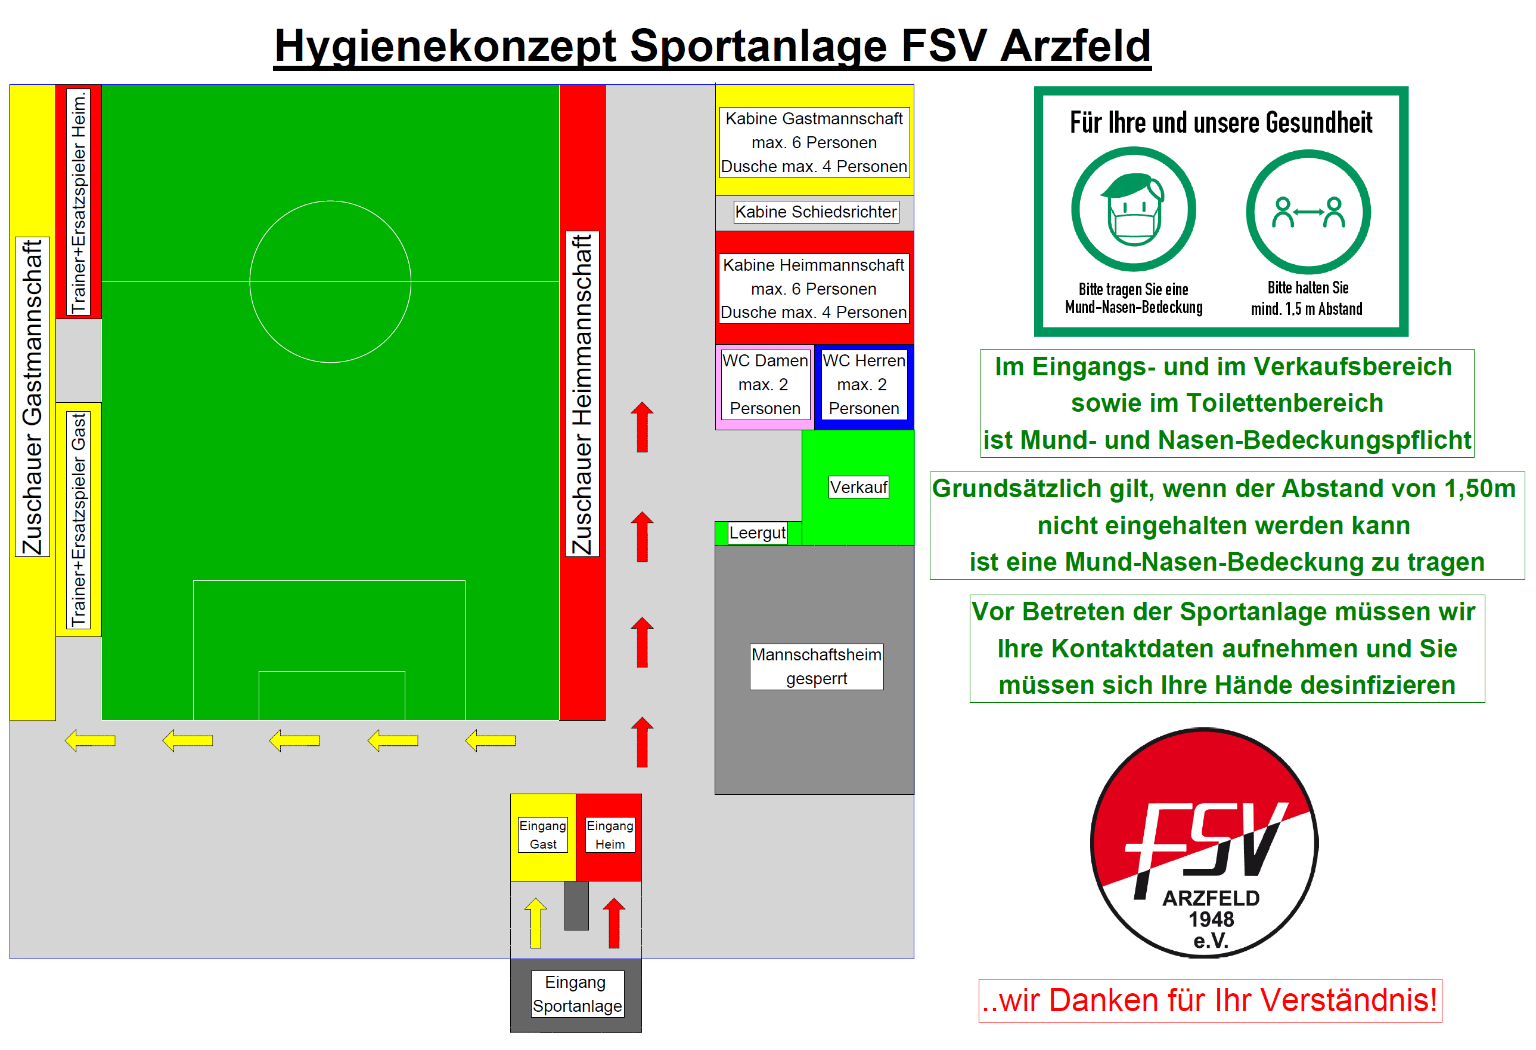 Hygienekonzept Sportanlage FSV Arzfeld
Zuschauer Gastmannschaft
Trainer+Ersatzspieler Heim.
Trainer+Ersatzspieler Gast
Zuschauer Heimmannschaft
Kabine Gastmannschaft
max. 6 Personen
Dusche max. 4 Personen
Kabine Schiedsrichter
Kabine Heimmannschaft
max. 6 Personen
Dusche max. 4 Personen
WC Damen
max. 2
Personen
WC Herren
max. 2
Personen
Verkauf
Leergut
Mannschaftsheim
gesperrt
Eingang
Gast
Eingang
Heim
Eingang
Sportanlage
Für Ihre und unsere Gesundheit
Bitte tragen Sie eine
Mund-Nasen-Bedeckung
Bitte halten Sie
mind. 1,5 m Abstand
Im Eingangs- und im Verkaufsbereich
sowie im Toilettenbereich
ist Mund- und Nasen-Bedeckungspflicht
Grundsätzlich gilt, wenn der Abstand von 1,50m
nicht eingehalten werden kann
ist eine Mund-Nasen-Bedeckung zu tragen
Vor Betreten der Sportanlage müssen wir
Ihre Kontaktdaten aufnehmen und Sie
müssen sich Ihre Hände desinfizieren
FSV
ARZFELD
1948
e.V.
..wir Danken für Ihr Verständnis!